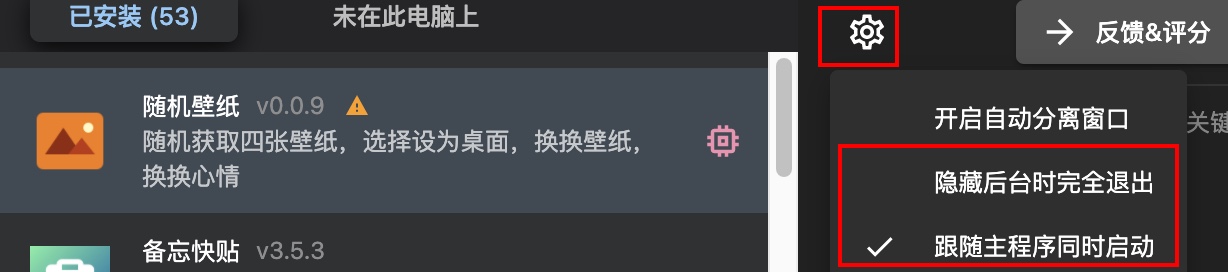 已安装 (53)
未在此电脑上
随机壁纸 v0.0.9
随机获取四张壁纸，选择设为桌面，换换壁纸，
换换心情
备忘快贴 v3.5.3
反馈&评分
开启自动分离窗口
关键
隐藏后台时完全退出
跟随主程序同时启动